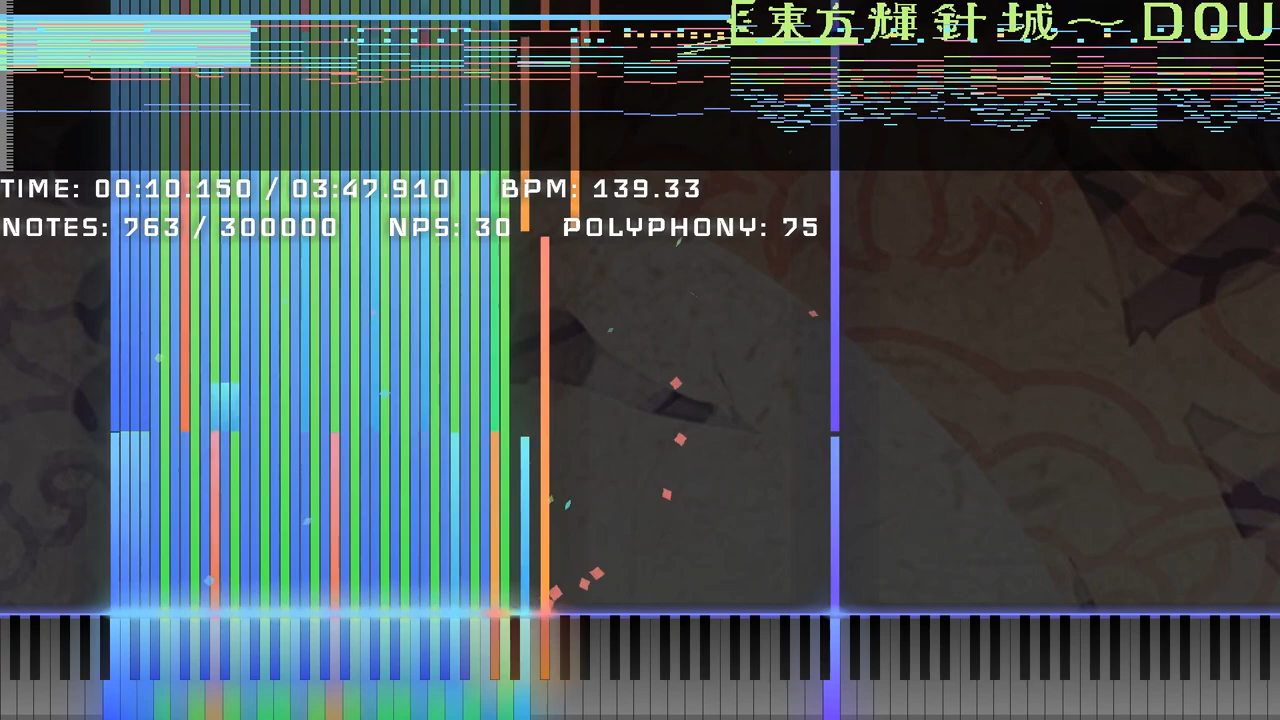 東方輝針城～DOU
TIME: 00:10.150 / 03:47.910 BPM: 139.33
NOTES: 763 / 300000 NPS: 30 POLYPHONY: 75